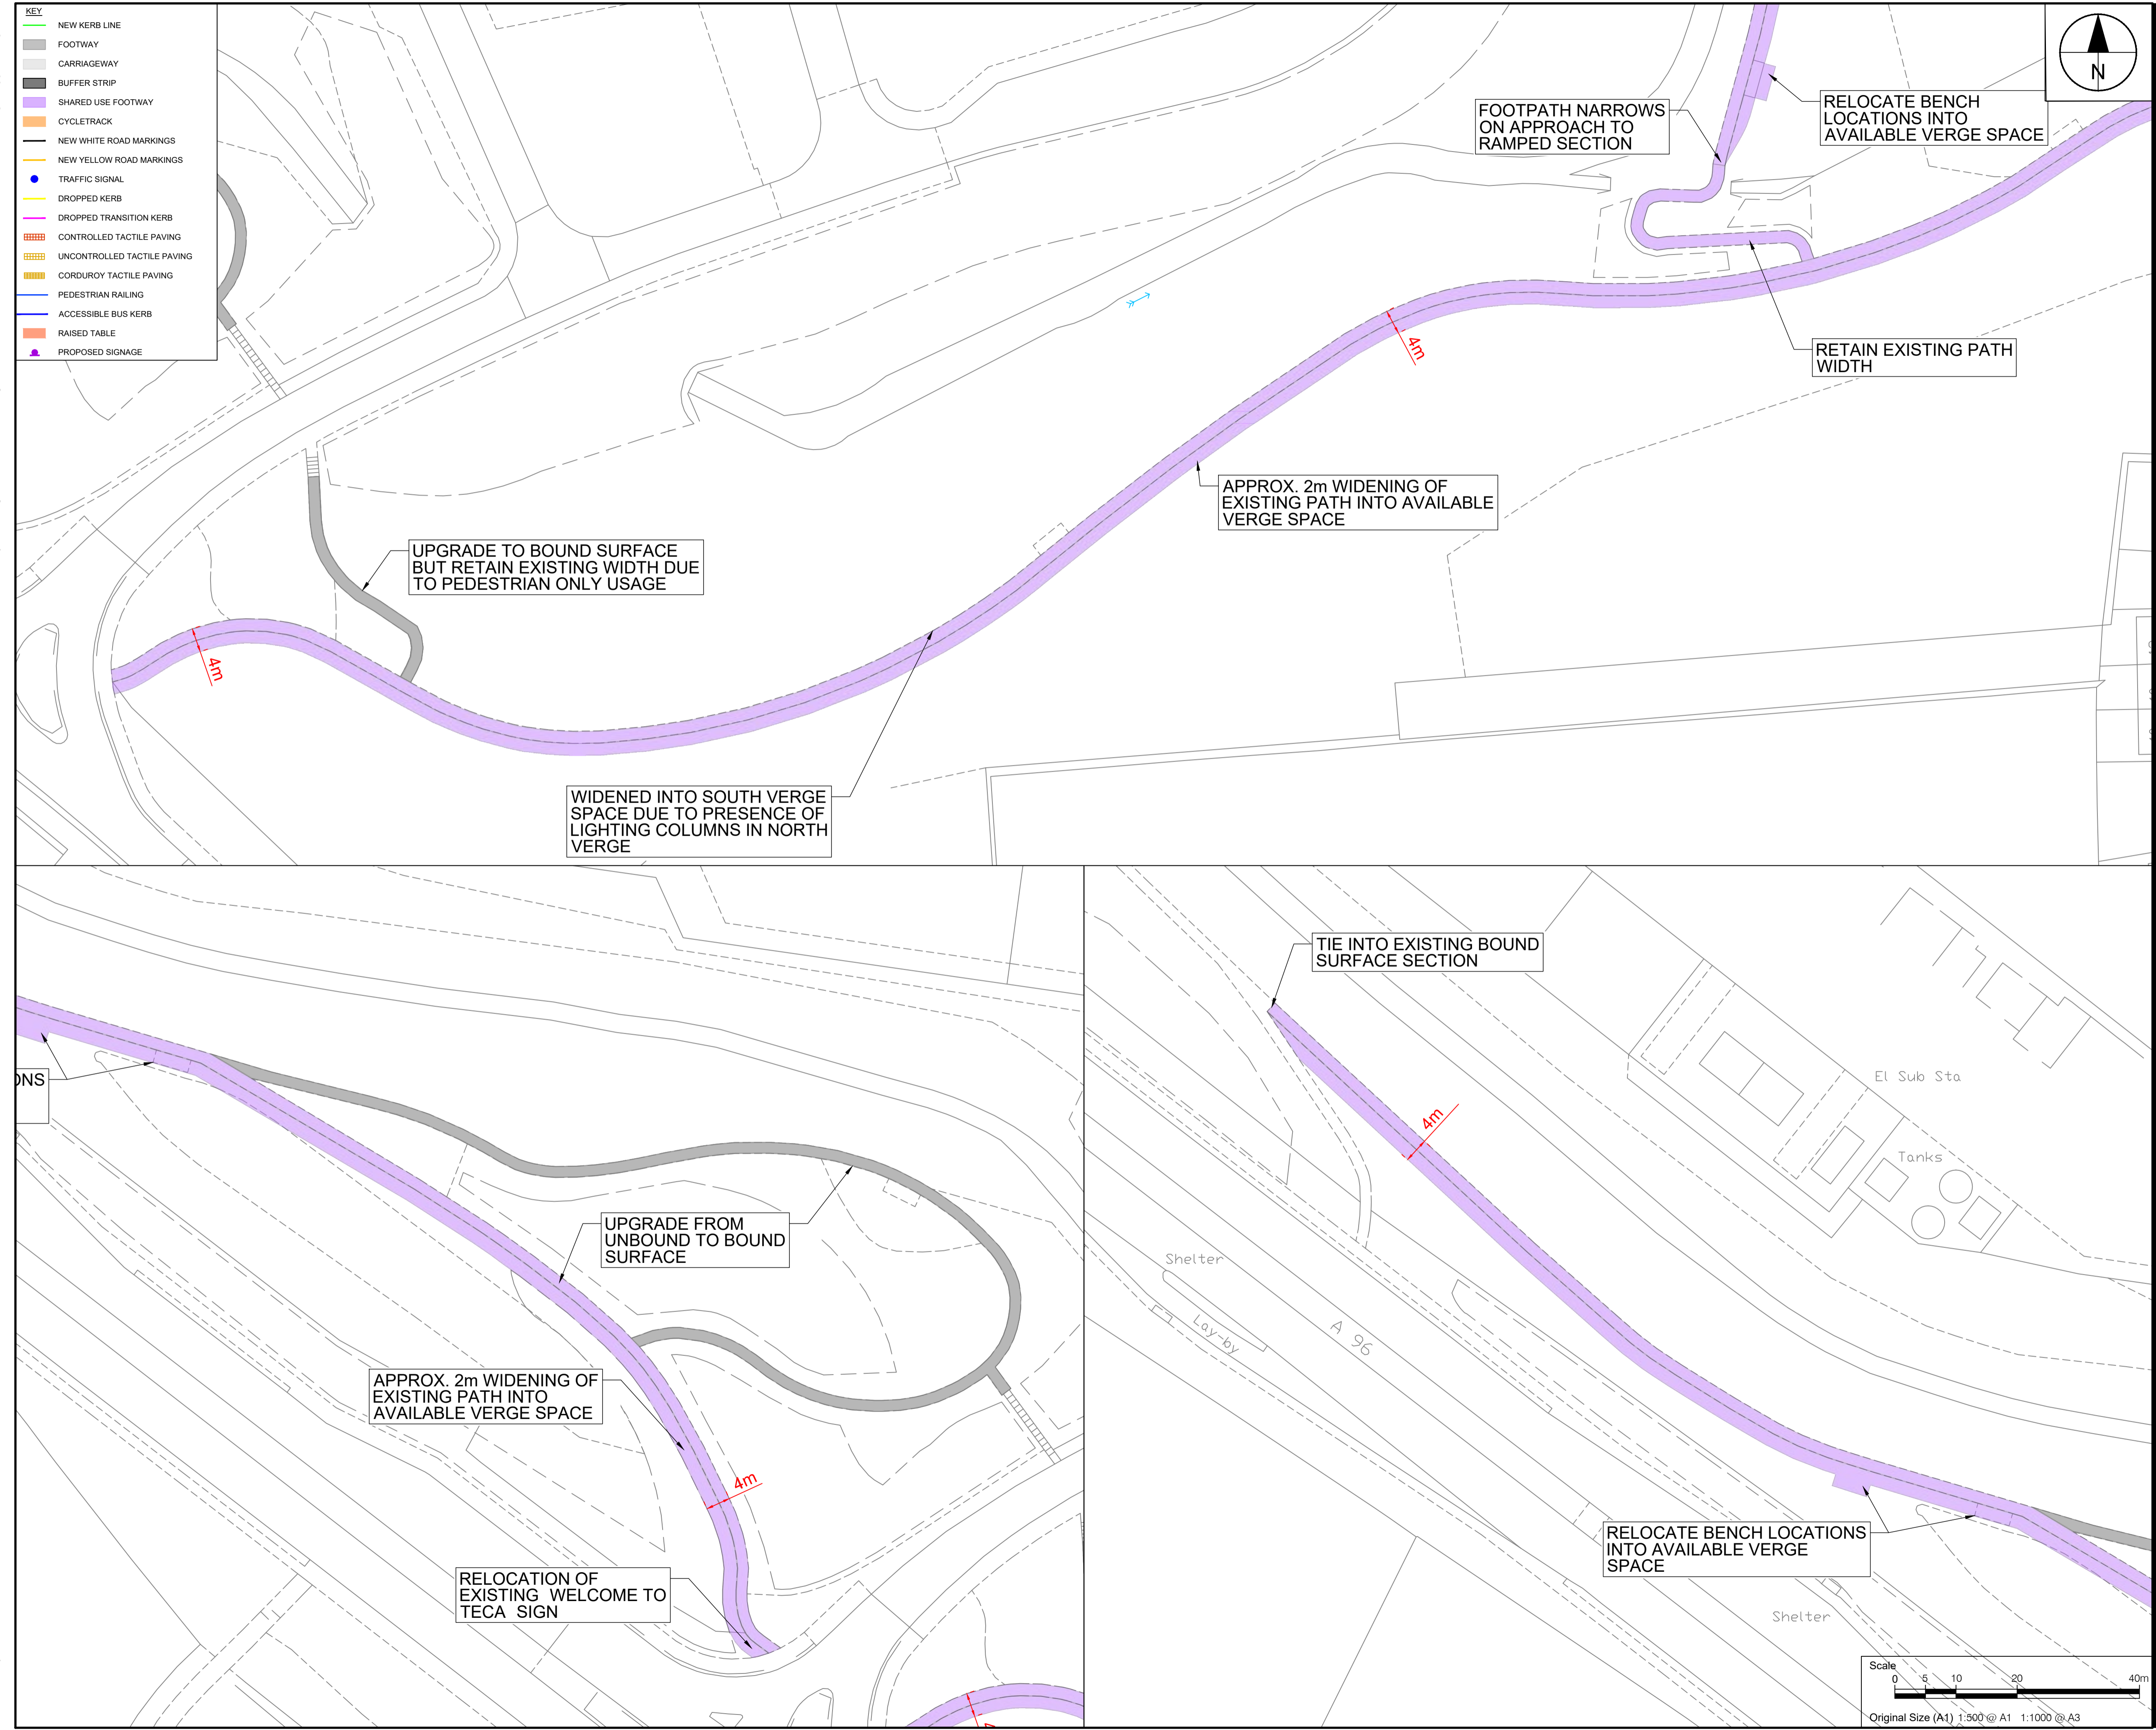 KEY
NEW KERB LINE
FOOTWAY
CARRIAGEWAY
BUFFER STRIP
SHARED USE FOOTWAY
CYCLETRACK
NEW WHITE ROAD MARKINGS
NEW YELLOW ROAD MARKINGS
TRAFFIC SIGNAL
DROPPED KERB
DROPPED TRANSITION KERB
CONTROLLED TACTILE PAVING
UNCONTROLLED TACTILE PAVING
CORDUROY TACTILE PAVING
PEDESTRIAN RAILING
ACCESSIBLE BUS KERB
RAISED TABLE
PROPOSED SIGNAGE
N
FOOTPATH NARROWS
ON APPROACH TO
RAMPED SECTION
RELOCATE BENCH
LOCATIONS INTO
AVAILABLE VERGE SPACE
4m
RETAIN EXISTING PATH
WIDTH
APPROX. 2m WIDENING OF
EXISTING PATH INTO AVAILABLE
VERGE SPACE
UPGRADE TO BOUND SURFACE
BUT RETAIN EXISTING WIDTH DUE
TO PEDESTRIAN ONLY USAGE
4m
WIDENED INTO SOUTH VERGE
SPACE DUE TO PRESENCE OF
LIGHTING COLUMNS IN NORTH
VERGE
ONS
UPGRADE FROM
UNBOUND TO BOUND
SURFACE
APPROX. 2m WIDENING OF
EXISTING PATH INTO
AVAILABLE VERGE SPACE
4m
RELOCATION OF
EXISTING WELCOME TO
TECA SIGN
TIE INTO EXISTING BOUND
SURFACE SECTION
4m
El Sub Sta
Tanks
Shelter
Lay-by
A 96
RELOCATE BENCH LOCATIONS
INTO AVAILABLE VERGE
SPACE
Shelter
Scale
0 5 10 20 40m
Original Size (A1) 1:500 @ A1 1:1000 @ A3